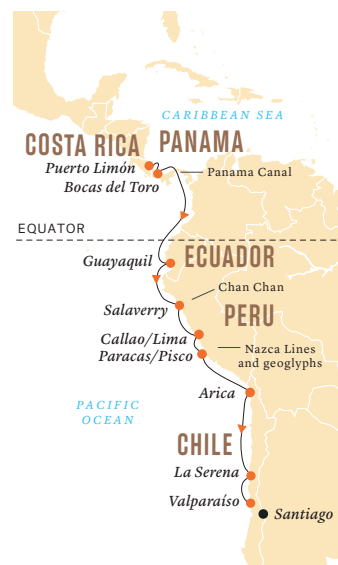 CARIBBEAN SEA
COSTA RICA
PANAMA
Puerto Limón
Panama Canal
Bocas del Toro
EQUATOR
Guayaquil
ECUADOR
Chan Chan
Salaverry
PERU
Callao/Lima
Nazca Lines
Paracas/Pisco
and geoglyphs
Arica
PACIFIC
OCEAN
CHILE
La Serena
Valparaíso
Santiago